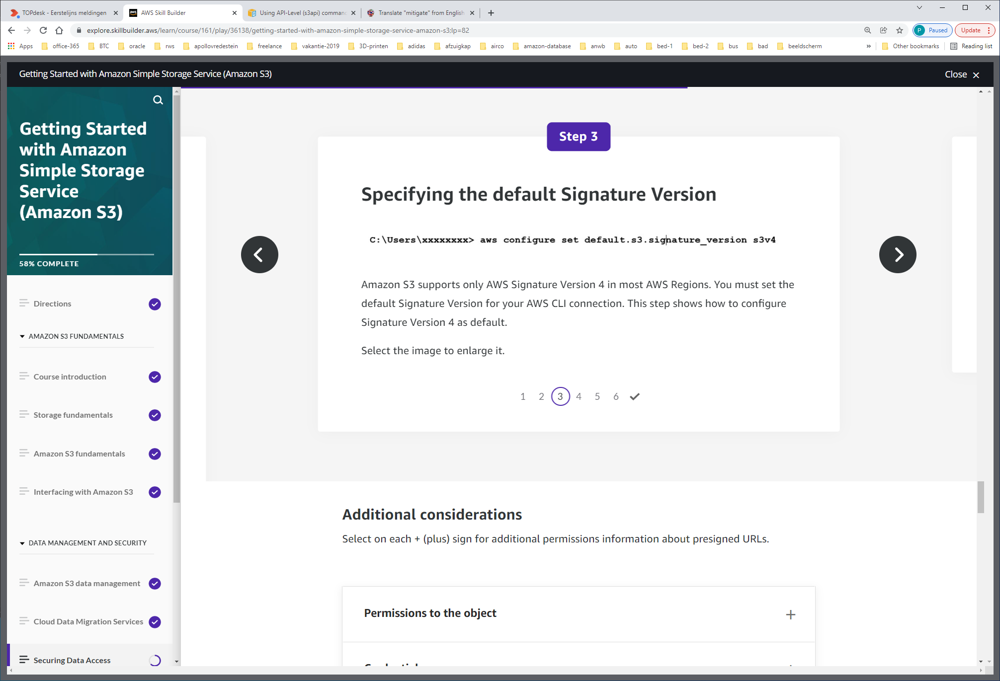 TOPdesk - Eerstelijns meldingen
AWS Skill Builder
Using API-Level (s3api) comman
Translate "mitigate" from English
explore.skillbuilder.aws/learn/course/161/play/36138/getting-started-with-amazon-simple-storage-service-amazon-s3;lp=82
P Paused
Update
Apps office-365 BTC oracle rws apollovredestein freelance vakantie-2019 3D-printen adidas afzuigkap airco amazon-database anwb auto bed-1 bed-2 bus bad beeldscherm » Other bookmarks Reading list
Getting Started with Amazon Simple Storage Service (Amazon S3)
Close
Getting Started
with Amazon
Simple Storage
Service
(Amazon S3)
58% COMPLETE
Directions
AMAZON S3 FUNDAMENTALS
Course introduction
Storage fundamentals
Amazon S3 fundamentals
Interfacing with Amazon S3
DATA MANAGEMENT AND SECURITY
Amazon S3 data management
Cloud Data Migration Services
Securing Data Access
Step 3
Specifying the default Signature Version
C:\Users\xxxxxxxx> aws configure set default.s3.signature_version s3v4
Amazon S3 supports only AWS Signature Version 4 in most AWS Regions. You must set the
default Signature Version for your AWS CLI connection. This step shows how to configure
Signature Version 4 as default.
Select the image to enlarge it.
1 2 3 4 5 6
Additional considerations
Select on each + (plus) sign for additional permissions information about presigned URLs.
Permissions to the object